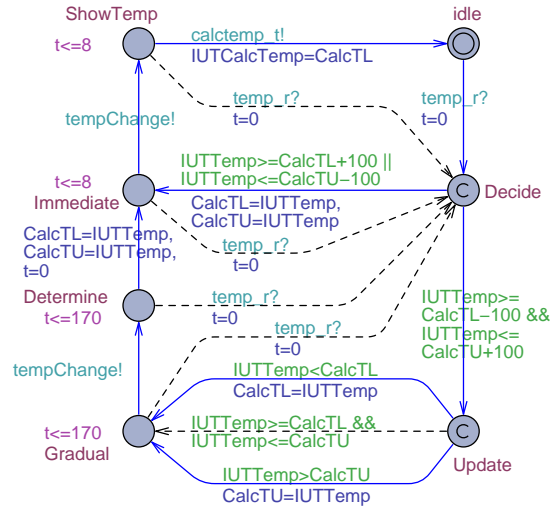 ShowTemp
idle
t<=8
calctemp_t!
IUTCalcTemp=CalcTL
temp_r?
t=0
temp_r?
t=0
tempChange!
t<=8
Immediate
IUTTemp>=CalcTL+100 ||
IUTTemp<=CalcTU−100
CalcTL=IUTTemp,
CalcTU=IUTTemp
C
Decide
CalcTL=IUTTemp,
CalcTU=IUTTemp,
t=0
temp_r?
t=0
Determine
t<=170
temp_r?
t=0
IUTTemp>=
CalcTL−100 &&
IUTTemp<=
CalcTU+100
temp_r?
t=0
tempChange!
IUTTemp<CalcTL
CalcTL=IUTTemp
t<=170
Gradual
IUTTemp>=CalcTL &&
IUTTemp<=CalcTU
C
Update
IUTTemp>CalcTU
CalcTU=IUTTemp